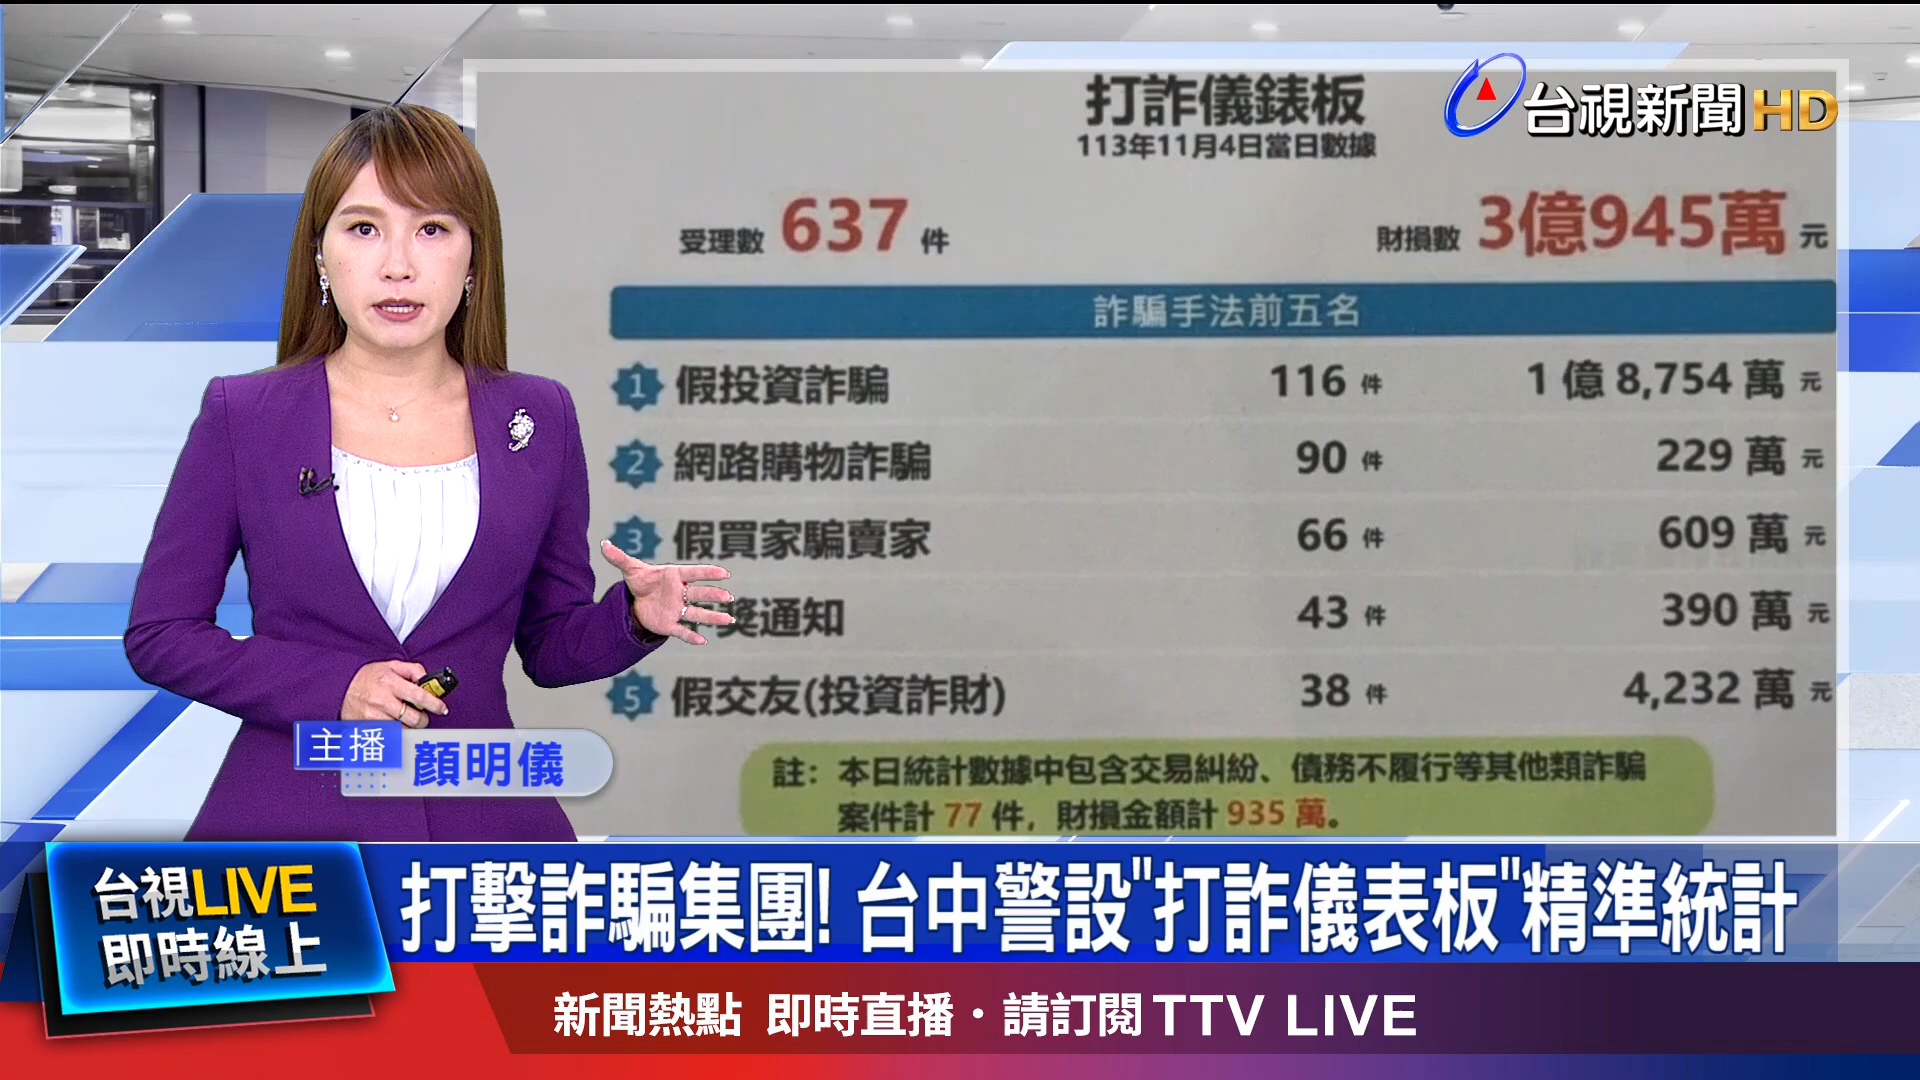 打詐儀錶板
113年11月4日當日數據
台視新聞HD
受理數 637 件
財損數 3億945萬 元
詐騙手法前五名
1 假投資詐騙 116 件 1 億 8,754 萬 元
2 網路購物詐騙 90 件 229 萬 元
3 假買家騙賣家 66 件 609 萬 元
獎通知 43 件 390 萬 元
5 假交友(投資詐財) 38 件 4,232 萬 元
註：本日統計數據中包含交易糾紛、債務不履行等其他類詐騙
案件計 77 件，財損金額計 935 萬。
主播 顏明儀
台視LIVE
即時線上
打擊詐騙集團! 台中警設"打詐儀表板"精準統計
新聞熱點 即時直播・請訂閱TTV LIVE